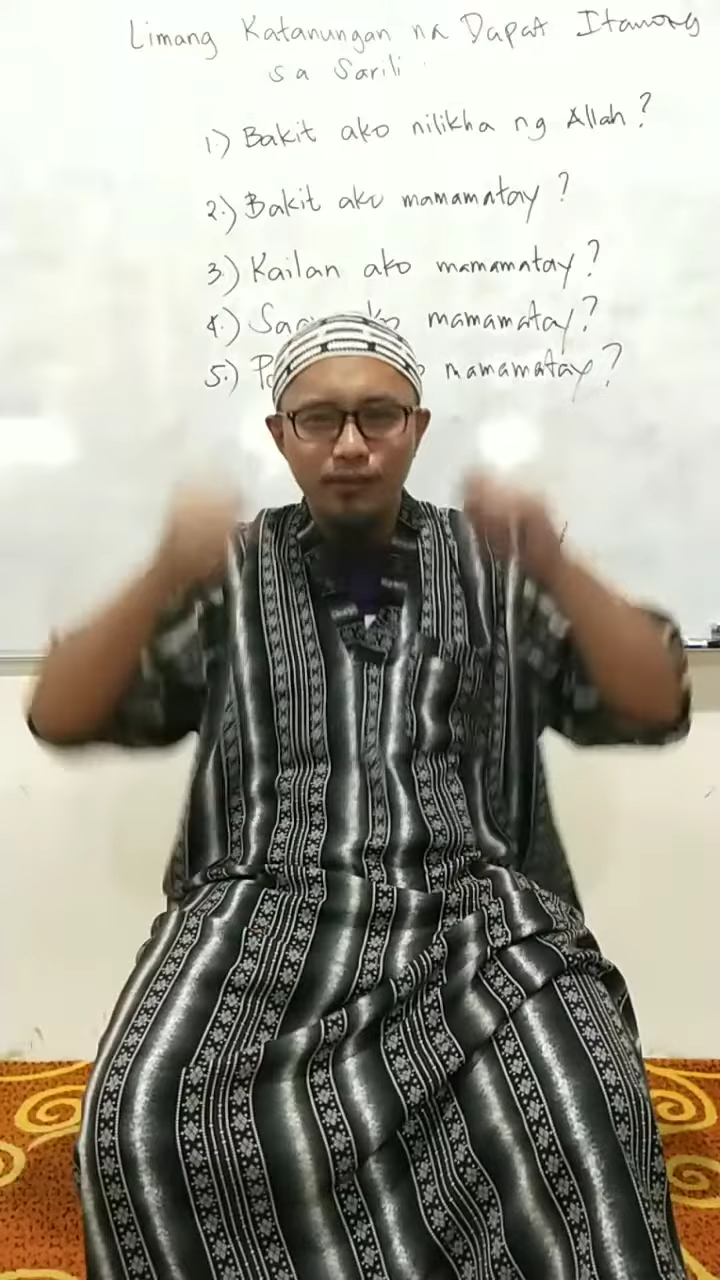 Limang Katanungan na Dapat Itanong
sa Sarili
1.) Bakit ako nilikha ng Allah?
2.) Bakit ako mamamatay?
3.) Kailan ako mamamatay?
4.) mamamatay?
5.) mamamatay?